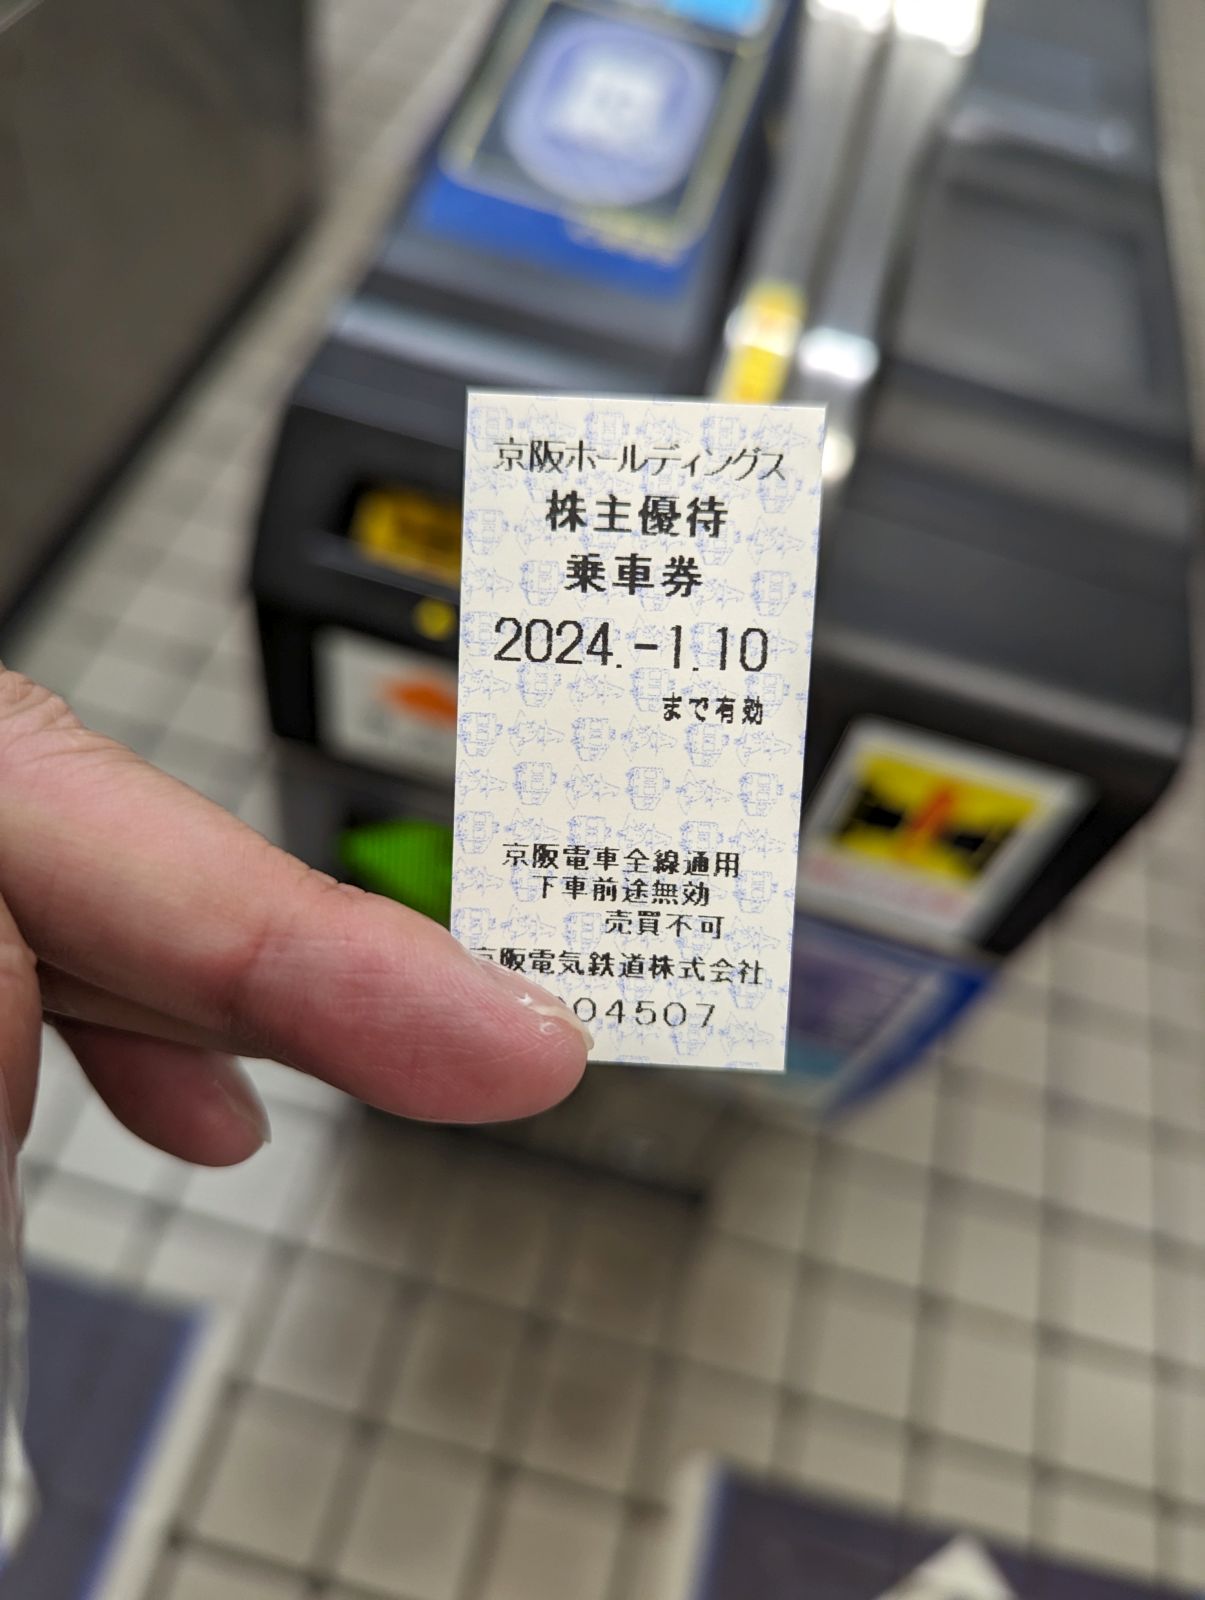 京阪ホールディングス
株主優待
乗車券
2024.-1.10
まで有効
京阪電車全線通用
下車前途無効
売買不可
京阪電気鉄道株式会社
04507